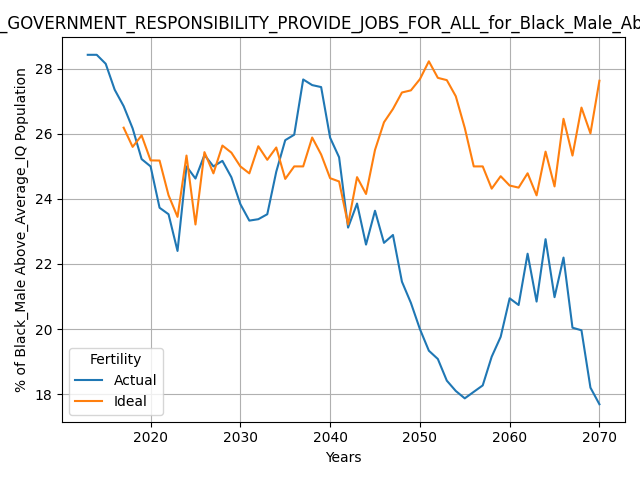 _GOVERNMENT_RESPONSIBILITY_PROVIDE_JOBS_FOR_ALL_for_Black_Male_Ab
% of Black_Male Above_Average_IQ Population
28
26
24
22
20
18
Fertility
Actual
Ideal
2020 2030 2040 2050 2060 2070
Years